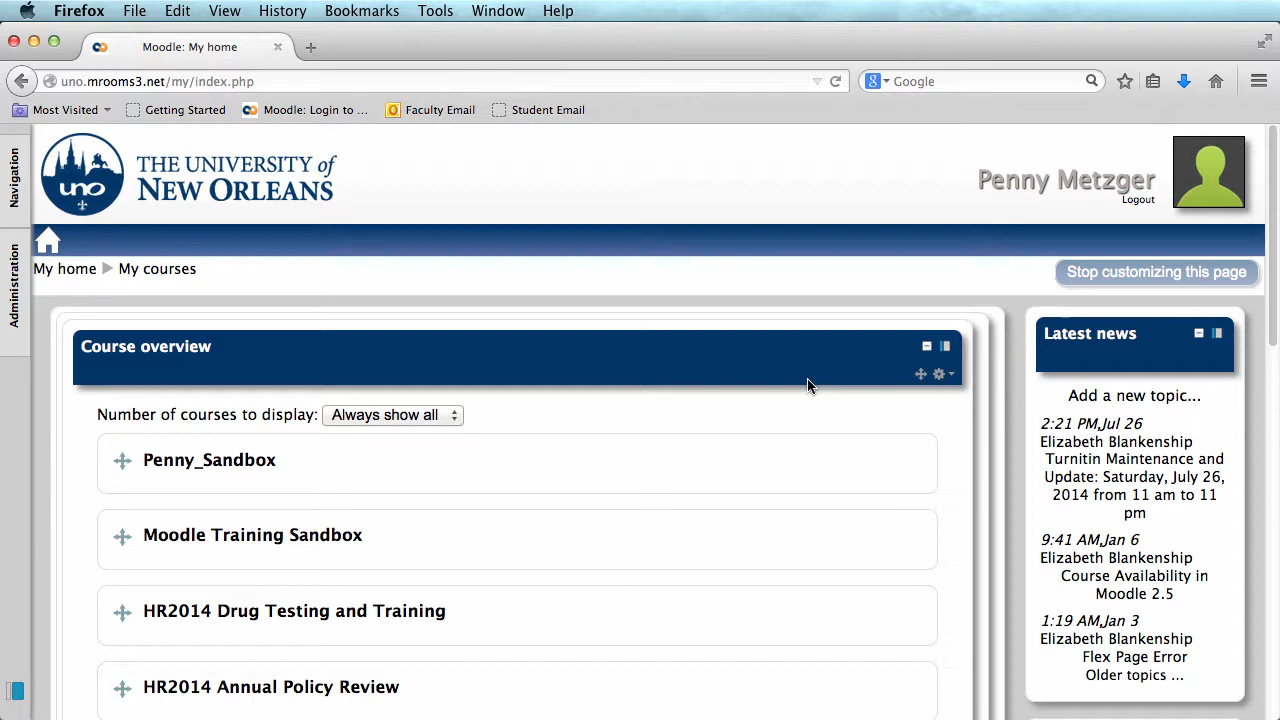 Firefox File Edit View History Bookmarks Tools Window Help
Moodle: My home
uno.mrooms3.net/my/index.php
Google
Most Visited Getting Started Moodle: Login to ... Faculty Email Student Email
Navigation
Administration
uno
THE UNIVERSITY of
NEW ORLEANS
Penny Metzger
Logout
My home My courses
Stop customizing this page
Course overview
Number of courses to display: Always show all
Penny_Sandbox
Moodle Training Sandbox
HR2014 Drug Testing and Training
HR2014 Annual Policy Review
Latest news
Add a new topic...
2:21 PM,Jul 26
Elizabeth Blankenship
Turnitin Maintenance and
Update: Saturday, July 26,
2014 from 11 am to 11
pm
9:41 AM,Jan 6
Elizabeth Blankenship
Course Availability in
Moodle 2.5
1:19 AM,Jan 3
Elizabeth Blankenship
Flex Page Error
Older topics ...